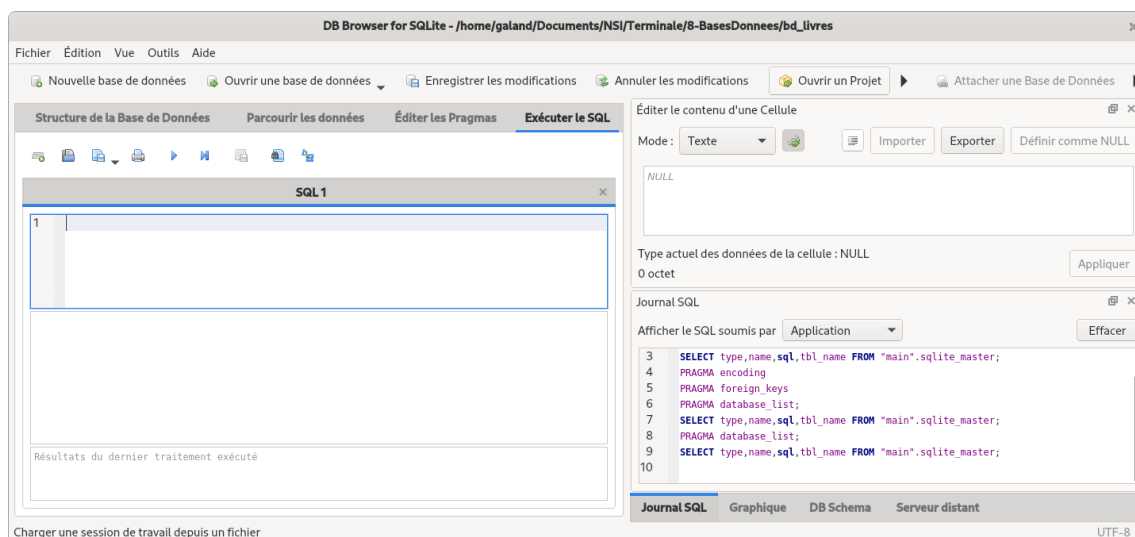 DB Browser for SQLite - /home/galand/Documents/NSI/Terminale/8-BasesDonnees/bd_livres
Fichier Édition Vue Outils Aide
Nouvelle base de données Ouvrir une base de données Enregistrer les modifications Annuler les modifications Ouvrir un Projet Attacher une Base de Données
Structure de la Base de Données Parcourir les données Éditer les Pragmas Exécuter le SQL
SQL 1
1
Résultats du dernier traitement exécuté
Éditer le contenu d'une Cellule
Mode : Texte Importer Exporter Définir comme NULL
NULL
Type actuel des données de la cellule : NULL
0 octet
Appliquer
Journal SQL
Afficher le SQL soumis par Application Effacer
3 SELECT type,name,sql,tbl_name FROM "main".sqlite_master;
4 PRAGMA encoding
5 PRAGMA foreign_keys
6 PRAGMA database_list;
7 SELECT type,name,sql,tbl_name FROM "main".sqlite_master;
8 PRAGMA database_list;
9 SELECT type,name,sql,tbl_name FROM "main".sqlite_master;
10
Journal SQL Graphique DB Schema Serveur distant
Charger une session de travail depuis un fichier UTF-8